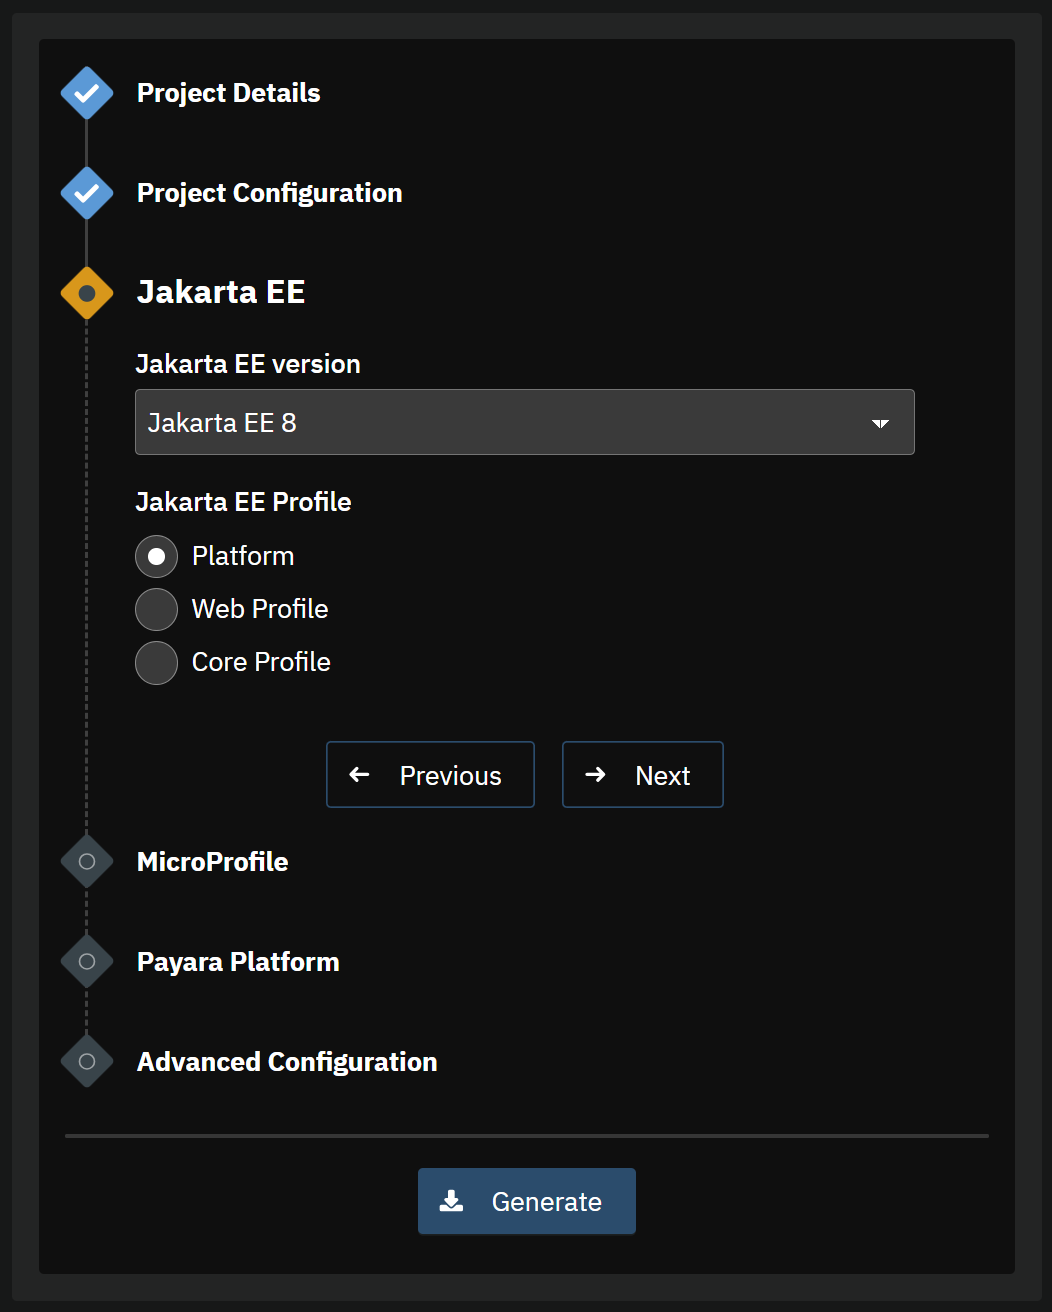 Project Details
Project Configuration
Jakarta EE
Jakarta EE version
Jakarta EE 8
Jakarta EE Profile
Platform
Web Profile
Core Profile
Previous
Next
MicroProfile
Payara Platform
Advanced Configuration
Generate